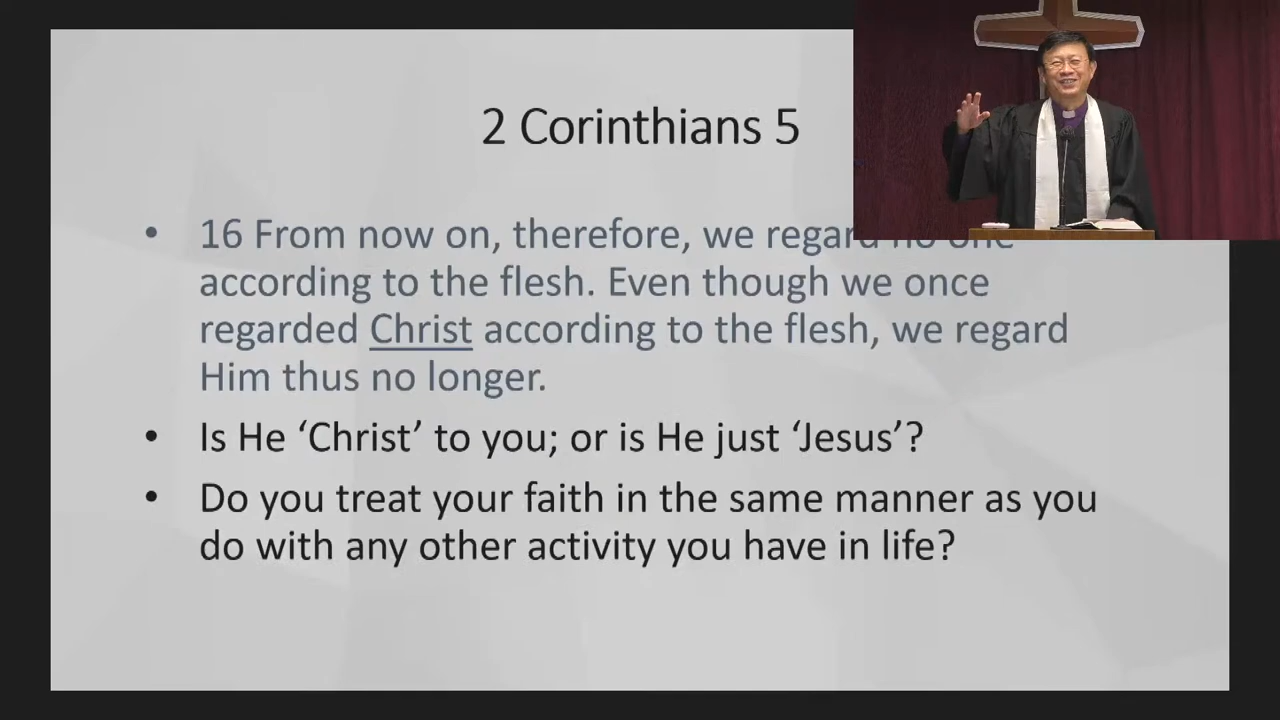 2 Corinthians 5
• 16 From now on, therefore, we regard no one
according to the flesh. Even though we once
regarded Christ according to the flesh, we regard
Him thus no longer.
• Is He ‘Christ’ to you; or is He just ‘Jesus’?
• Do you treat your faith in the same manner as you
do with any other activity you have in life?